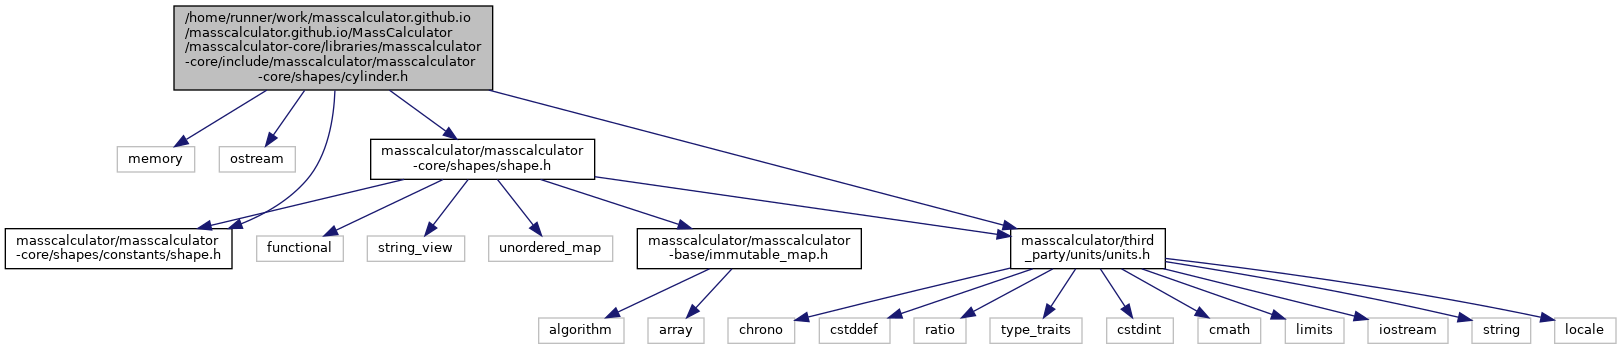 /home/runner/work/masscalculator.github.io
/masscalculator.github.io/MassCalculator
/masscalculator-core/libraries/masscalculator
-core/include/masscalculator/masscalculator
-core/shapes/cylinder.h
memory
ostream
masscalculator/masscalculator
-core/shapes/shape.h
masscalculator/masscalculator
-core/shapes/constants/shape.h
functional
string_view
unordered_map
masscalculator/masscalculator
-base/immutable_map.h
masscalculator/third
_party/units/units.h
algorithm
array
chrono
cstddef
ratio
type_traits
cstdint
cmath
limits
iostream
string
locale